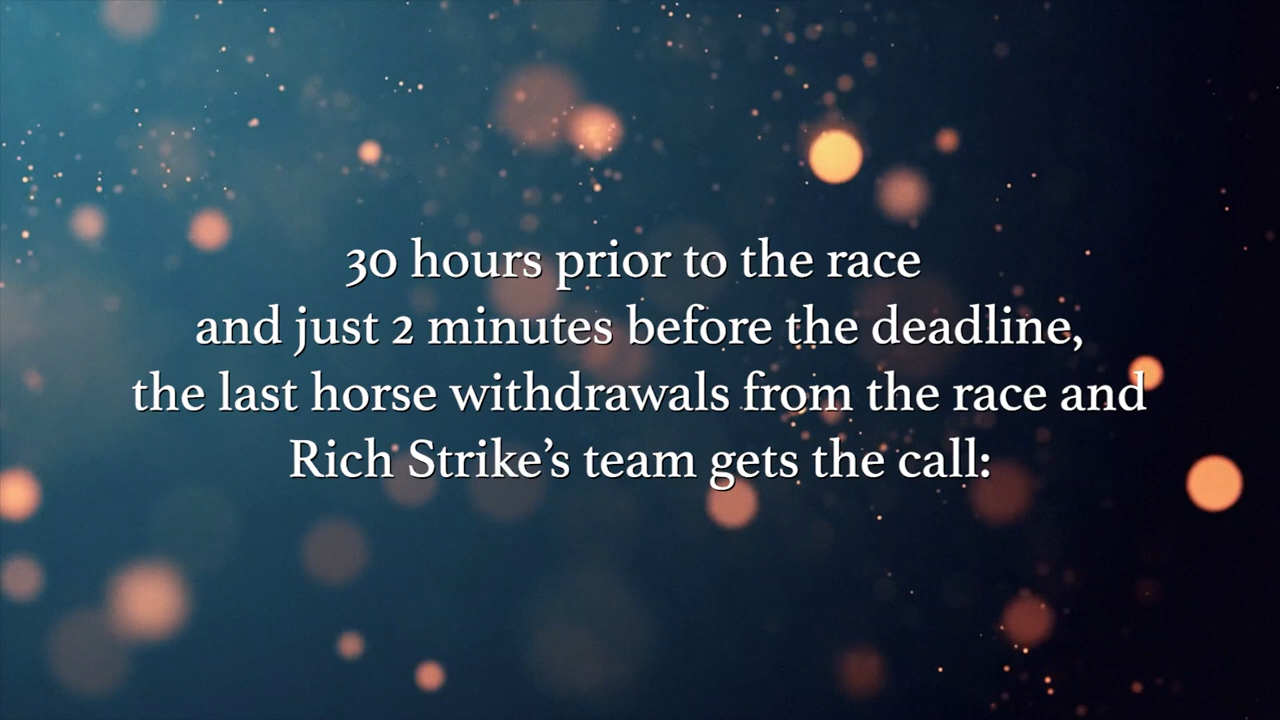 30 hours prior to the race
and just 2 minutes before the deadline,
the last horse withdrawals from the race and
Rich Strike’s team gets the call: